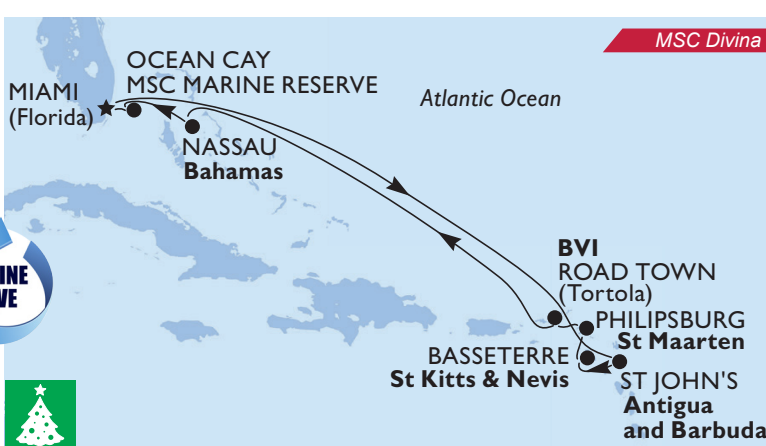 MSC Divina
OCEAN CAY
MSC MARINE RESERVE
MIAMI
(Florida)
Atlantic Ocean
NASSAU
Bahamas
BVI
ROAD TOWN
(Tortola)
PHILIPSBURG
St Maarten
BASSETERRE
St Kitts & Nevis
ST JOHN'S
Antigua
and Barbuda